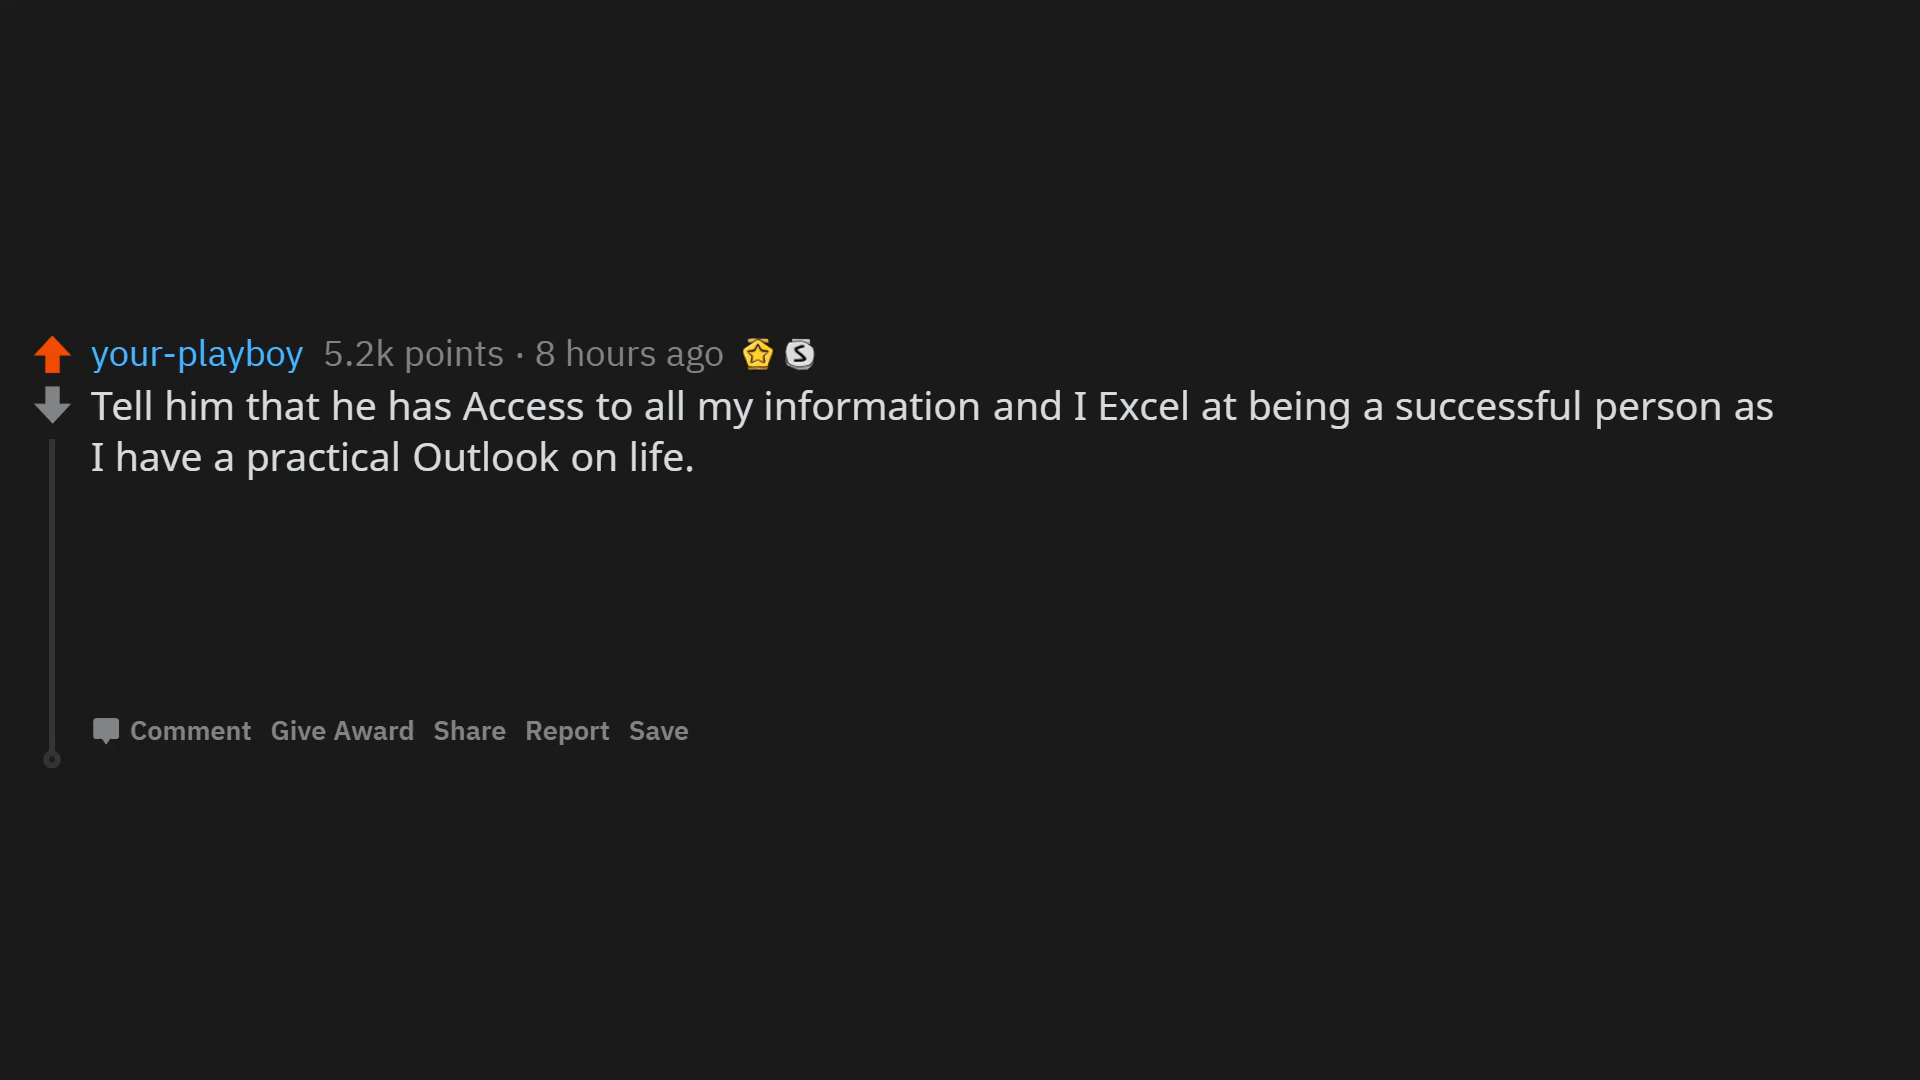 your-playboy 5.2k points · 8 hours ago
Tell him that he has Access to all my information and I Excel at being a successful person as
I have a practical Outlook on life.
Comment Give Award Share Report Save